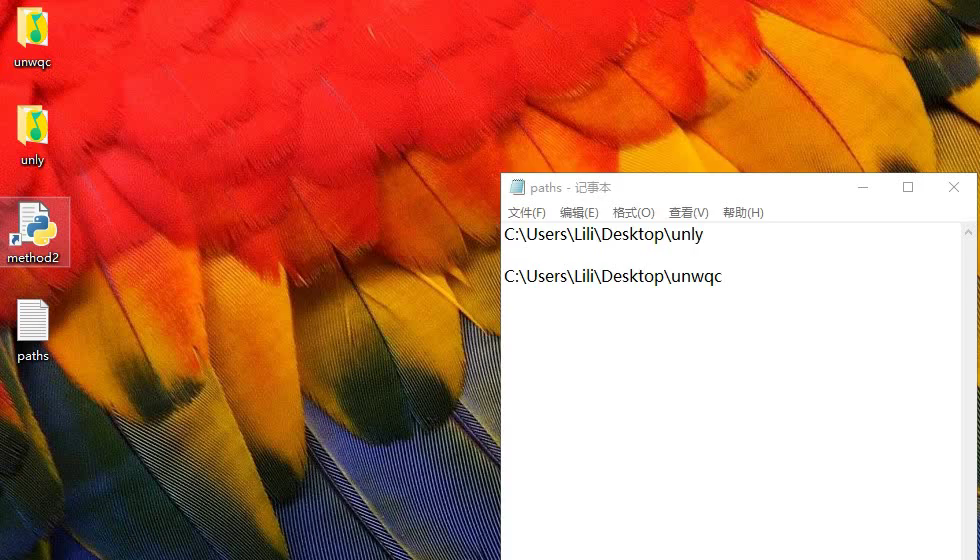 unwqc
unly
method2
paths
paths - 记事本
文件(F) 编辑(E) 格式(O) 查看(V) 帮助(H)
C:\Users\Lili\Desktop\unly
C:\Users\Lili\Desktop\unwqc